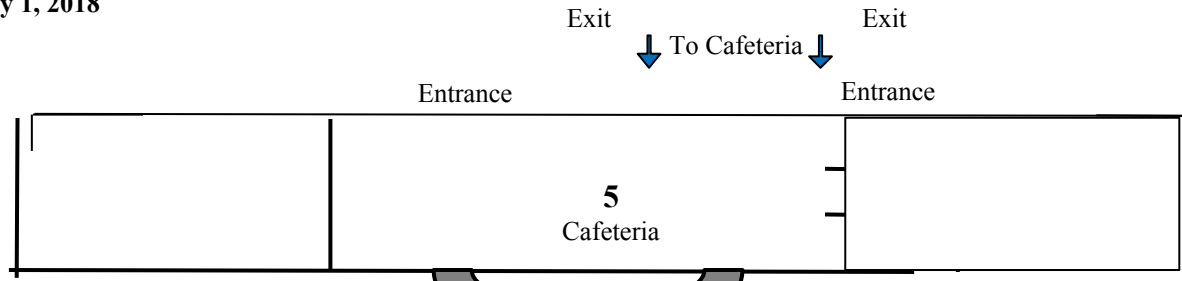 y 1, 2018
Exit Exit
To Cafeteria
Entrance Entrance
5
Cafeteria